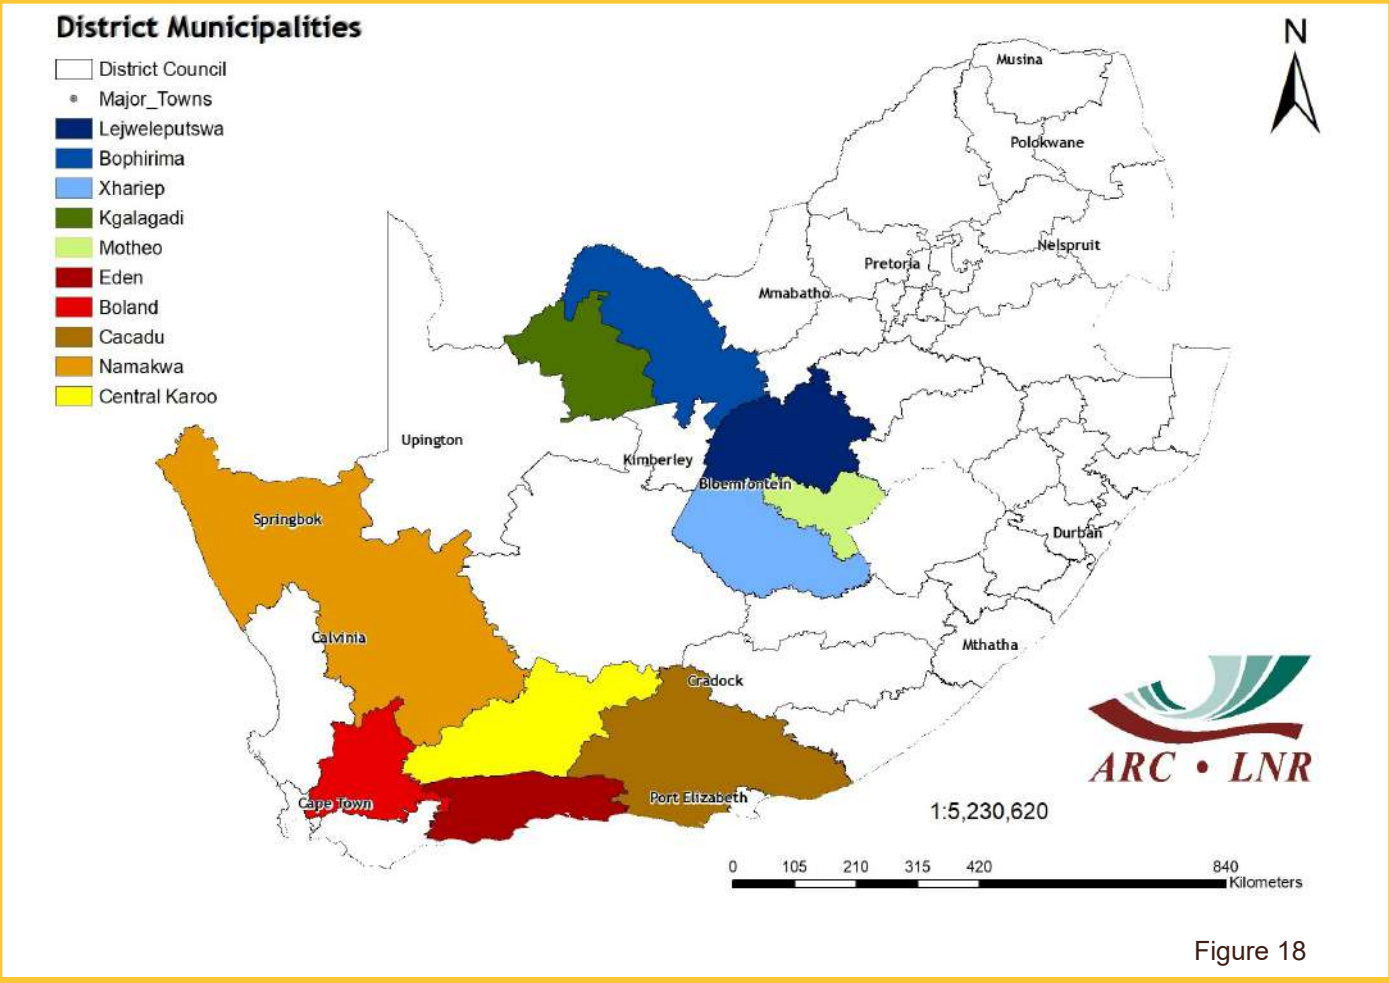 District Municipalities
District Council
Major_Towns
Lejweleputswa
Bophirima
Xhariep
Kgalagadi
Motheo
Eden
Boland
Cacadu
Namakwa
Central Karoo
N
Musina
Polokwane
Nelspruit
Pretoria
Mmabatho
Upington
Kimberley
Bloemfontein
Springbok
Durban
Calvinia
Mthatha
Cradock
Cape Town
Port Elizabeth
ARC • LNR
1:5,230,620
0 105 210 315 420 840
Kilometers
Figure 18